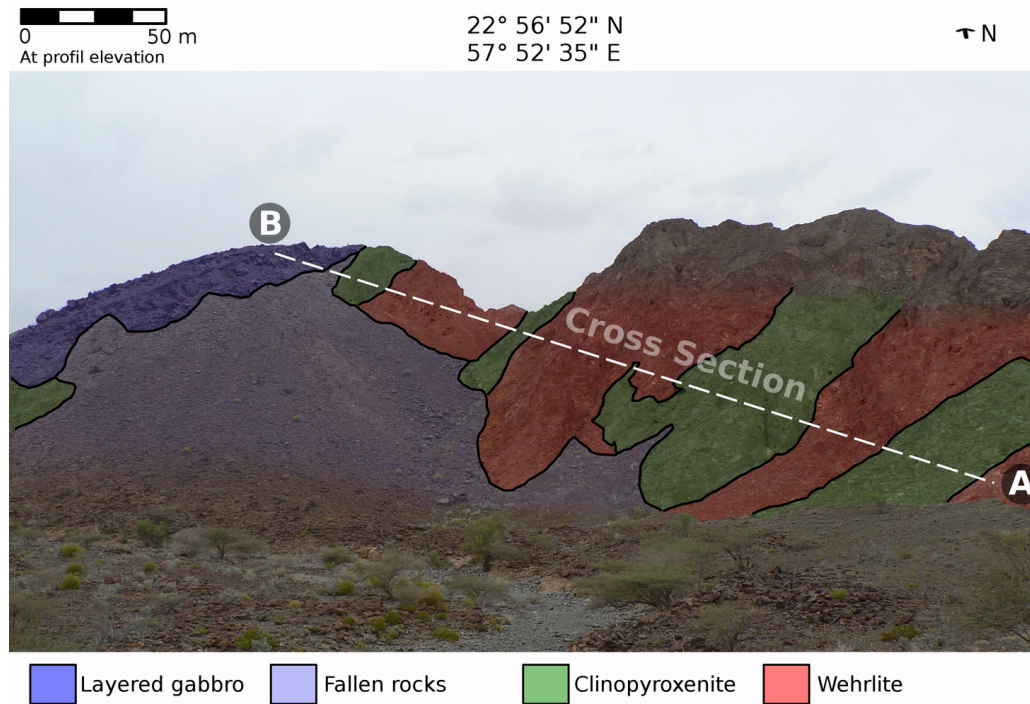 0 50 m
At profil elevation
22° 56' 52" N
57° 52' 35" E
N
B
Cross Section
A
Layered gabbro
Fallen rocks
Clinopyroxenite
Wehrlite